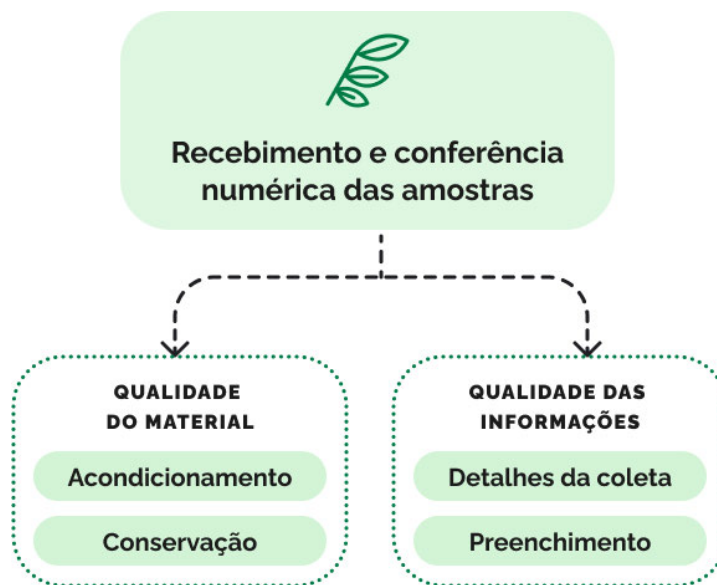 Recebimento e conferência
numérica das amostras
QUALIDADE
DO MATERIAL
Acondicionamento
Conservação
QUALIDADE DAS
INFORMAÇÕES
Detalhes da coleta
Preenchimento